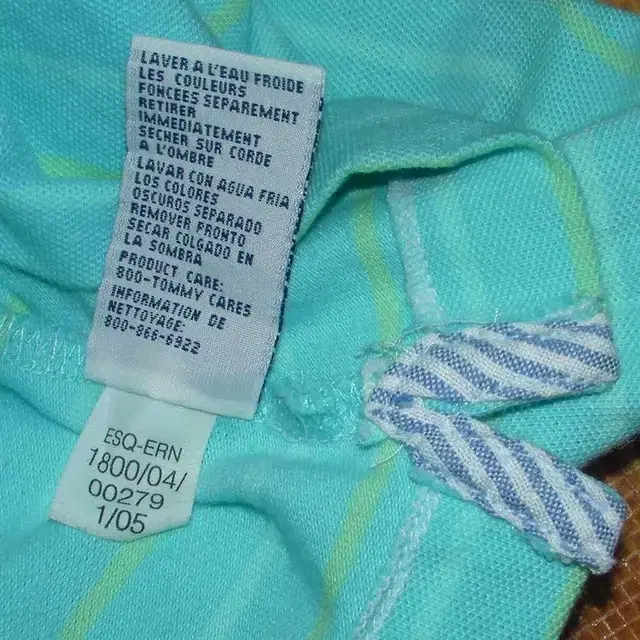 LAVER A L'EAU FROIDE
LES COULEURS
FONCEES SEPAREMENT
RETIRER
IMMEDIATEMENT
SECHER SUR CORDE
A L'OMBRE
LAVAR CON AGUA FRIA
LOS COLORES
OSCUROS SEPARADO
REMOVER PRONTO
SECAR COLGADO EN
LA SOMBRA
PRODUCT CARE:
800-TOMMY CARES
INFORMATION DE
NETTOYAGE:
800-866-6922
ESQ-ERN
1800/04/
00279
1/05